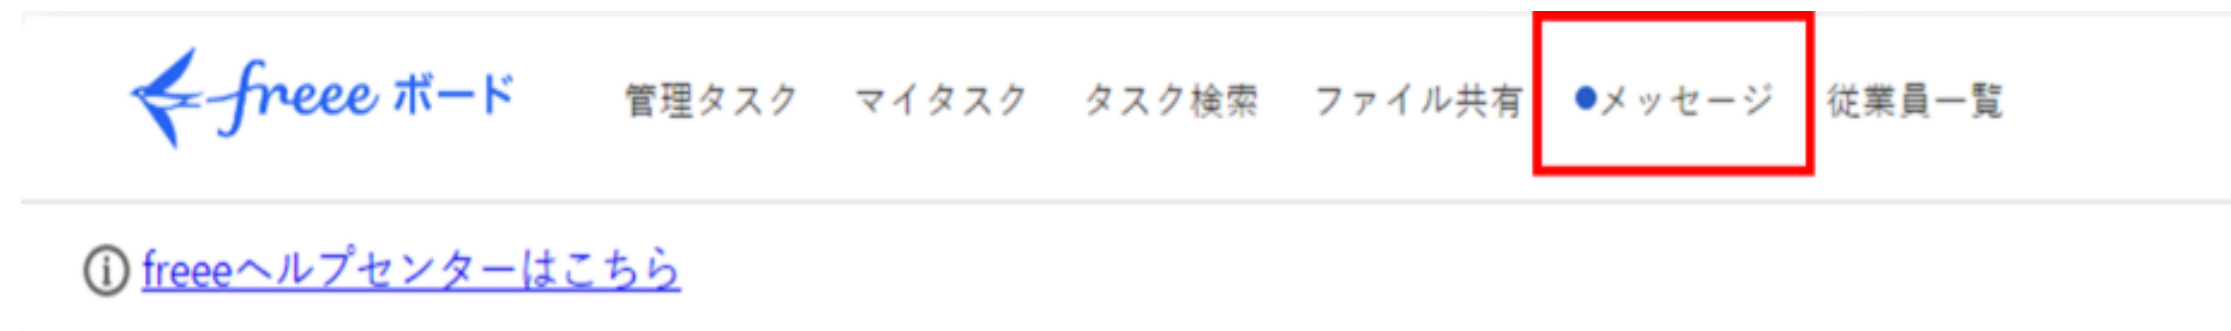 freee ボード 管理タスク マイタスク タスク検索 ファイル共有 ●メッセージ 従業員一覧
freeeヘルプセンターはこちら